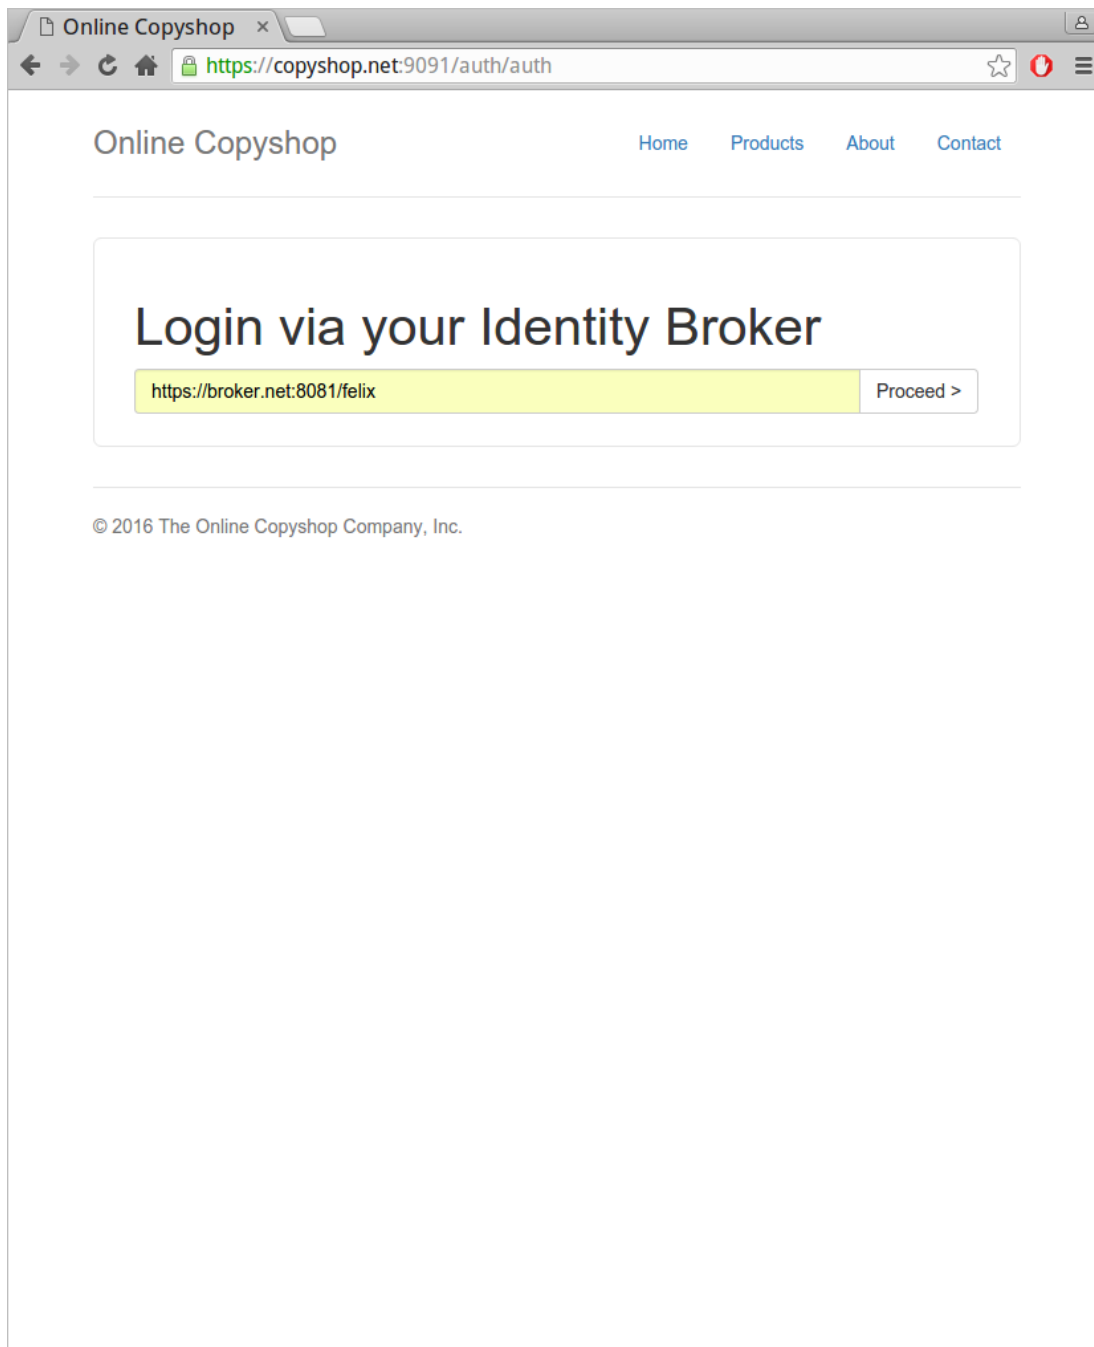 Online Copyshop
https://copyshop.net:9091/auth/auth
Online Copyshop
Home Products About Contact
Login via your Identity Broker
https://broker.net:8081/felix
Proceed >
© 2016 The Online Copyshop Company, Inc.